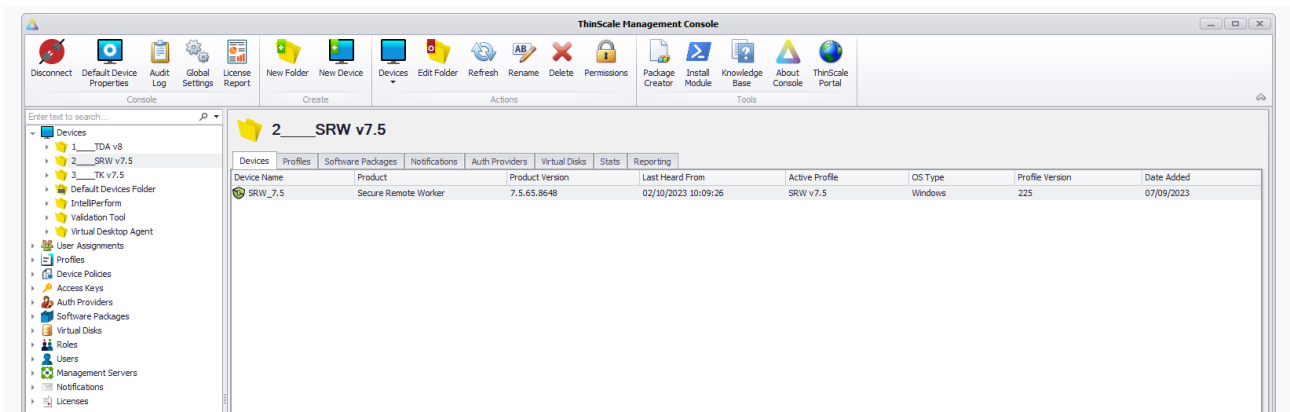 ThinScale Management Console
Disconnect
Default Device Properties
Audit Log
Global Settings
License Report
New Folder
New Device
Devices
Edit Folder
Refresh
Rename
Delete
Permissions
Package Creator
Install Module
Knowledge Base
About Console
ThinScale Portal
Console
Create
Actions
Tools
Enter text to search...
Devices
1____TDA v8
2____SRW v7.5
3____TK v7.5
Default Devices Folder
IntelliPerform
Validation Tool
Virtual Desktop Agent
User Assignments
Profiles
Device Policies
Access Keys
Auth Providers
Software Packages
Virtual Disks
Roles
Users
Management Servers
Notifications
Licenses
2____SRW v7.5
Devices Profiles Software Packages Notifications Auth Providers Virtual Disks Stats Reporting
Device Name Product Product Version Last Heard From Active Profile OS Type Profile Version Date Added
SRW_7.5 Secure Remote Worker 7.5.65.8648 02/10/2023 10:09:26 SRW v7.5 Windows 225 07/09/2023